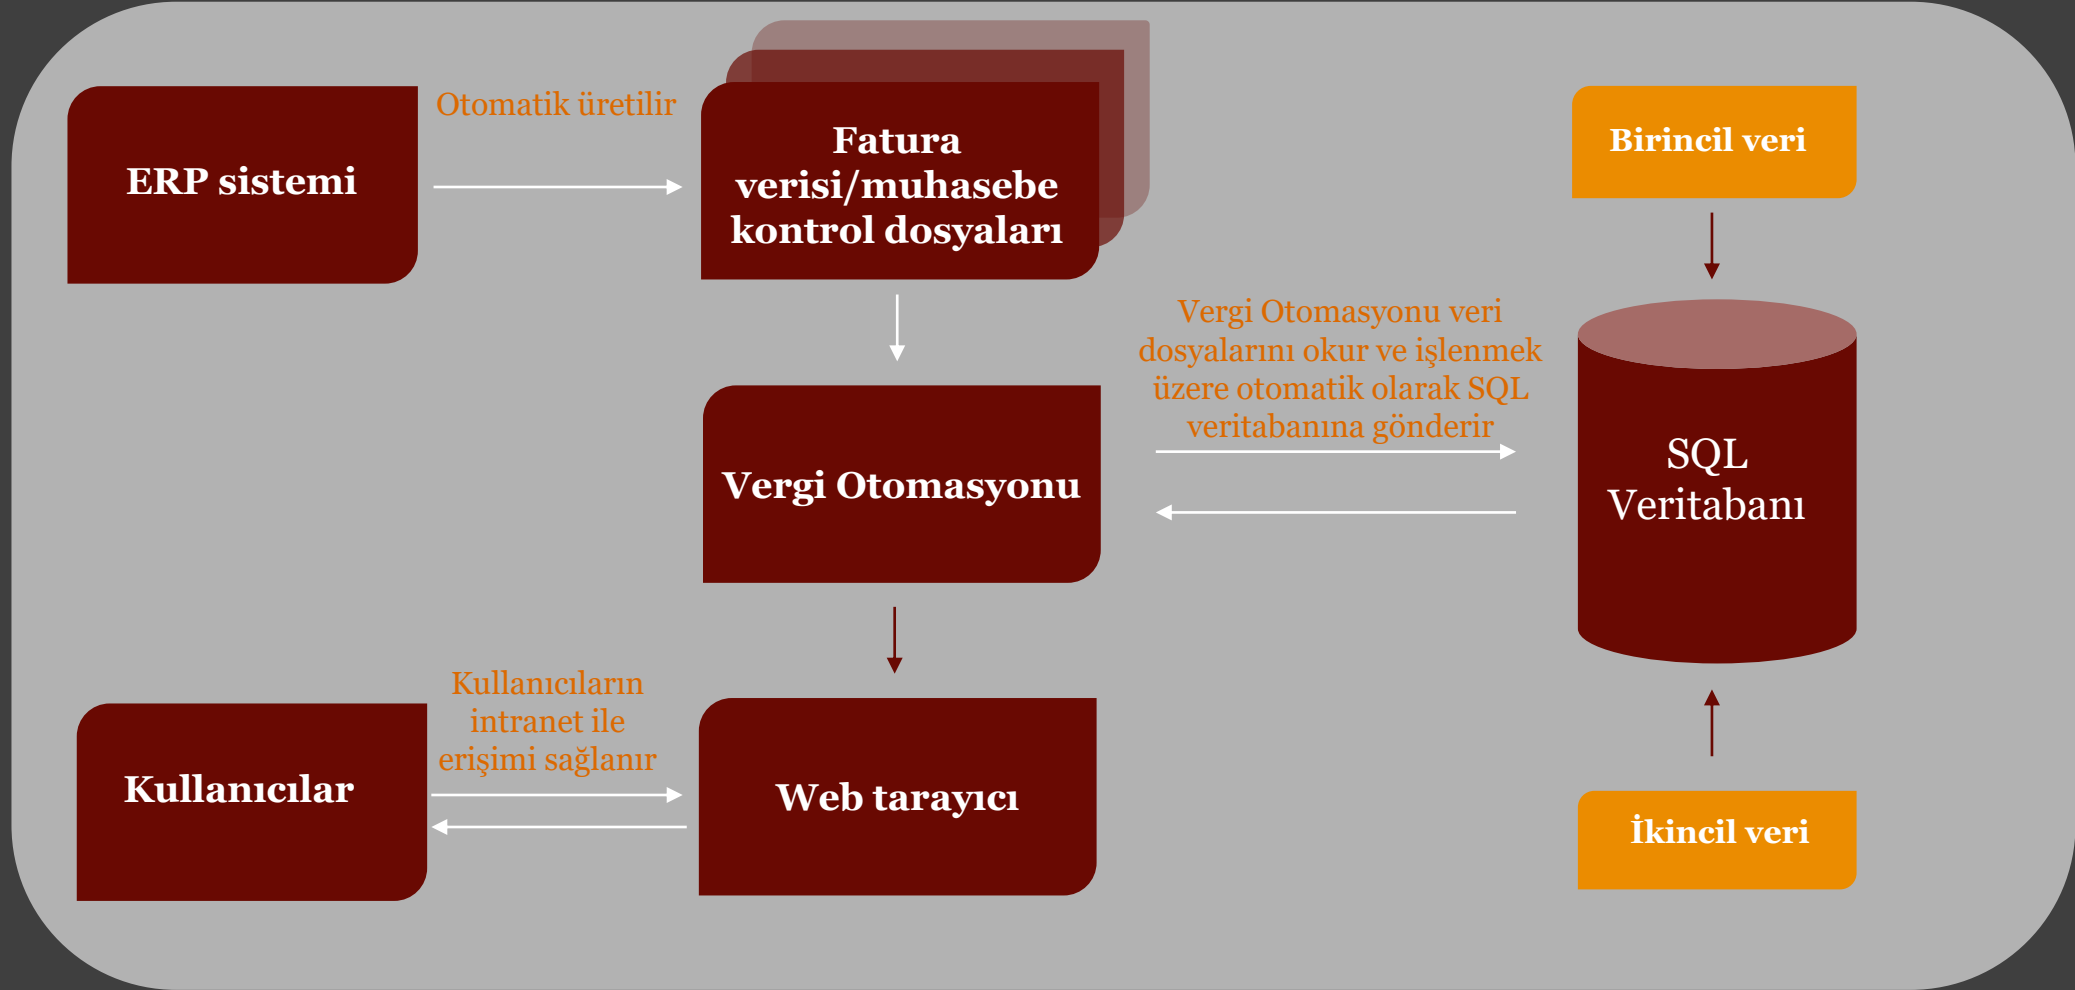 ERP sistemi
Otomatik üretilir
Fatura
verisi/muhasebe
kontrol dosyaları
Birincil veri
Vergi Otomasyonu veri
dosyalarını okur ve işlenmek
üzere otomatik olarak SQL
veritabanına gönderir
Vergi Otomasyonu
SQL
Veritabanı
Kullanıcıların
intranet ile
erişimi sağlanır
Kullanıcılar
Web tarayıcı
İkincil veri